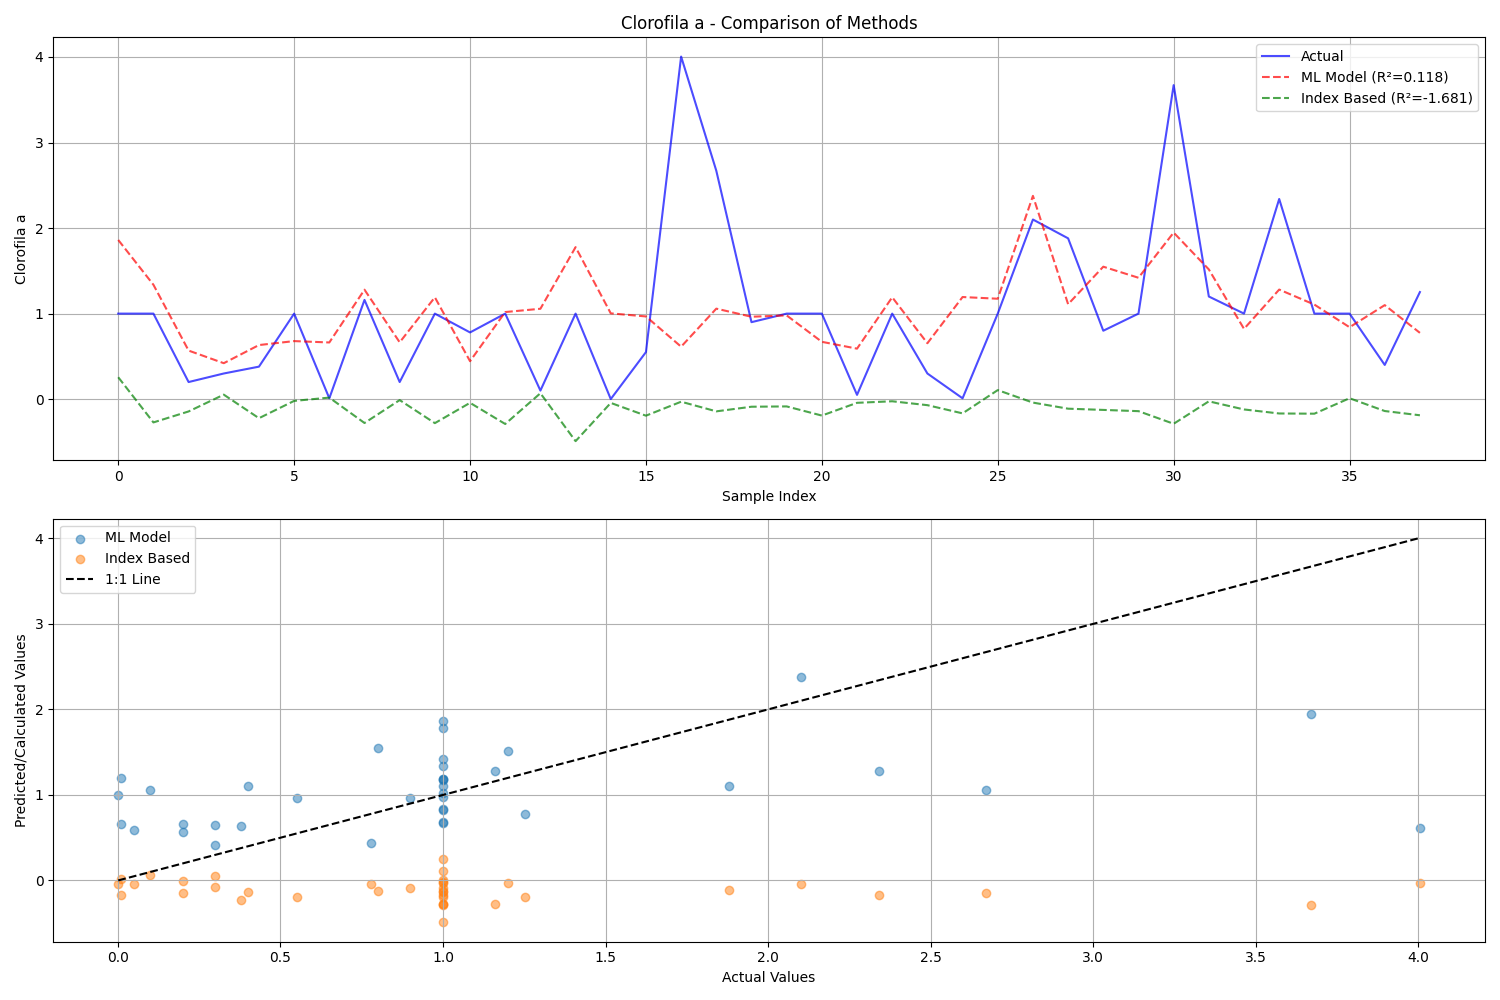 Clorofila a - Comparison of Methods
Actual
ML Model (R²=0.118)
Index Based (R²=-1.681)
Clorofila a
4
3
2
1
0
0 5 10 15 20 25 30 35
Sample Index
ML Model
Index Based
1:1 Line
Predicted/Calculated Values
4
3
2
1
0
0.0 0.5 1.0 1.5 2.0 2.5 3.0 3.5 4.0
Actual Values